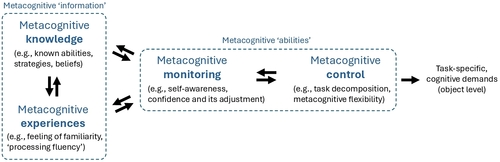 Metacognitive 'information'
Metacognitive
knowledge
(e.g., known abilities,
strategies, beliefs)
Metacognitive
experiences
(e.g., feeling of familiarity,
'processing fluency')
Metacognitive 'abilities'
Metacognitive
monitoring
(e.g., self-awareness,
confidence and its adjustment)
Metacognitive
control
(e.g., task decomposition,
metacognitive flexibility)
Task-specific,
cognitive demands
(object level)